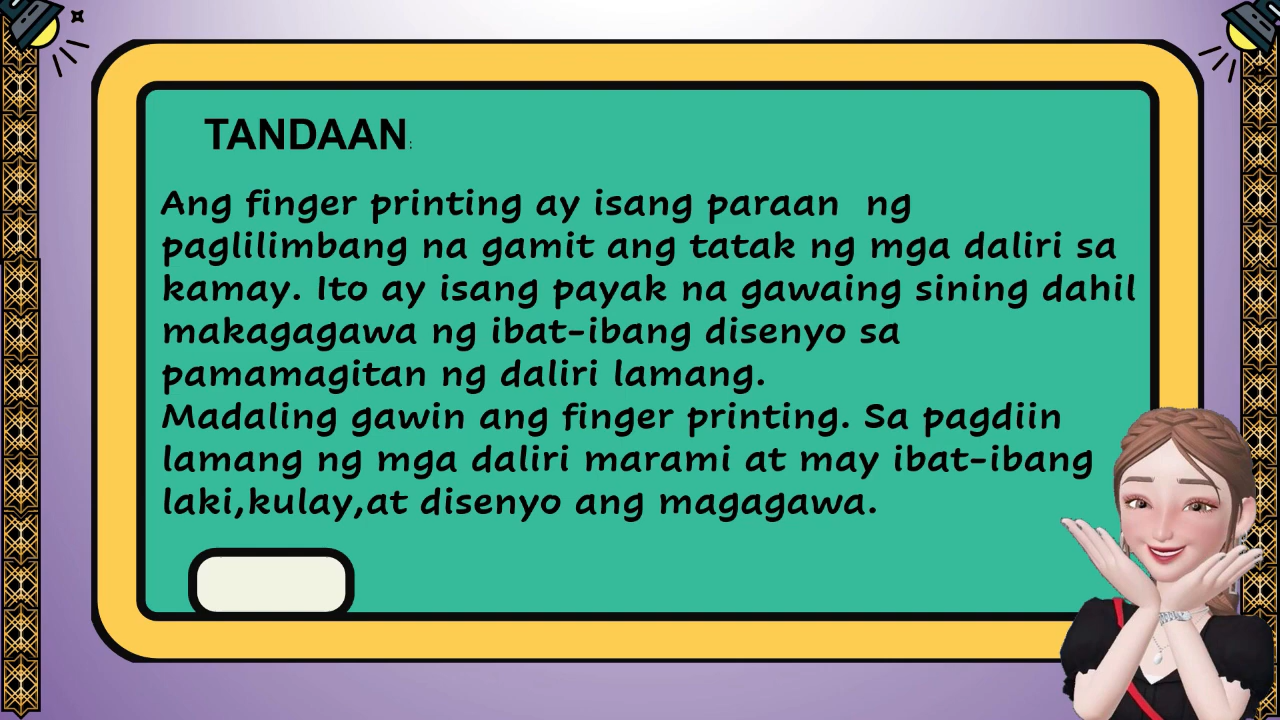 TANDAAN:
Ang finger printing ay isang paraan ng
paglilimbang na gamit ang tatak ng mga daliri sa
kamay. Ito ay isang payak na gawaing sining dahil
makagagawa ng ibat-ibang disenyo sa
pamamagitan ng daliri lamang.
Madaling gawin ang finger printing. Sa pagdiin
lamang ng mga daliri marami at may ibat-ibang
laki,kulay,at disenyo ang magagawa.